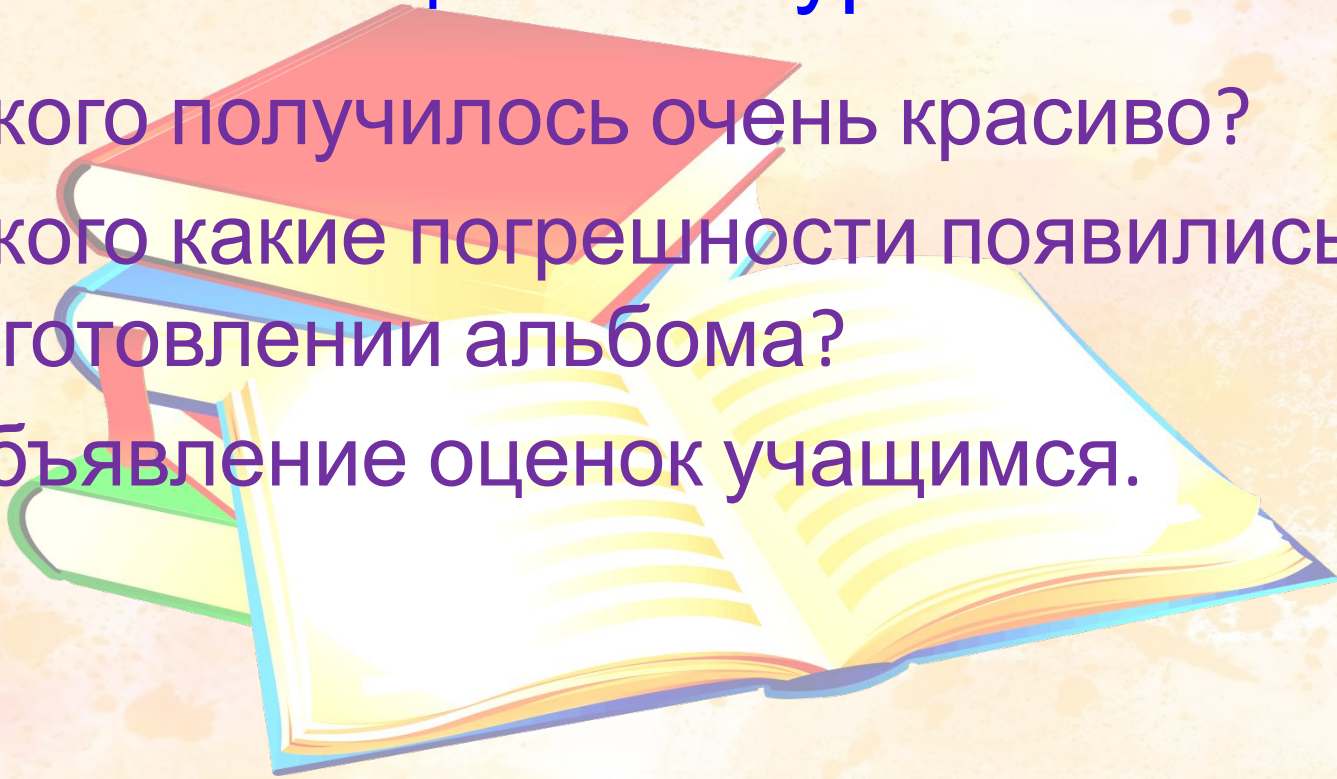 кого получилось очень красиво?
кого какие погрешности появились
готовлении альбома?
бъявление оценок учащимся.